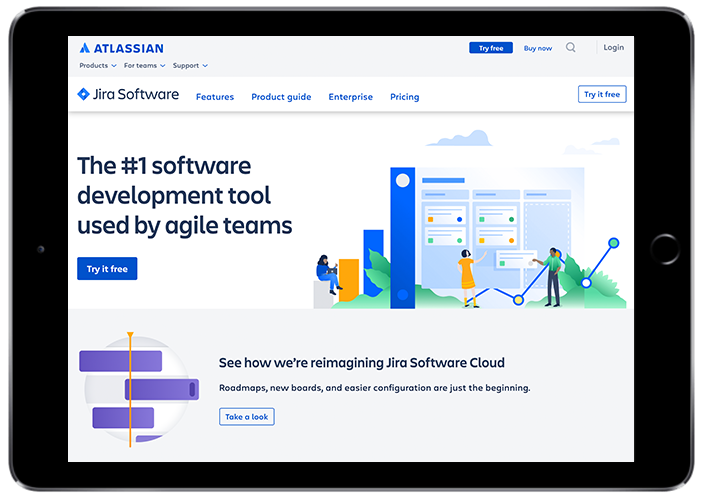 ATLASSIAN
Try free
Buy now
Login
Products
For teams
Support
Jira Software
Features
Product guide
Enterprise
Pricing
Try it free
The #1 software
development tool
used by agile teams
Try it free
See how we're reimagining Jira Software Cloud
Roadmaps, new boards, and easier configuration are just the beginning.
Take a look